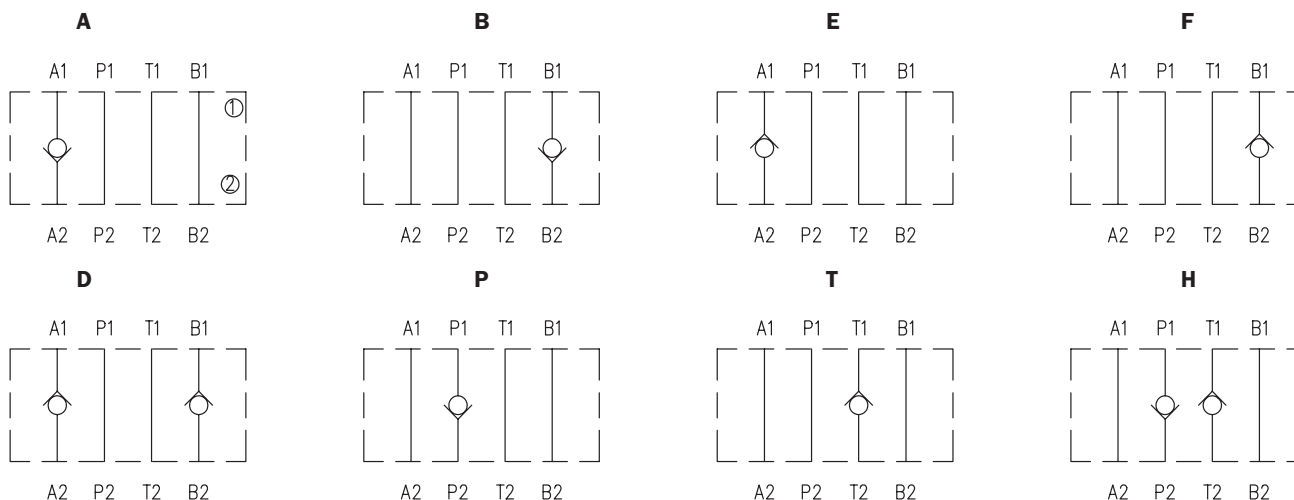 A B E F
A1 P1 T1 B1 A1 P1 T1 B1 A1 P1 T1 B1 A1 P1 T1 B1
1
2
A2 P2 T2 B2 A2 P2 T2 B2 A2 P2 T2 B2 A2 P2 T2 B2
D P T H
A1 P1 T1 B1 A1 P1 T1 B1 A1 P1 T1 B1 A1 P1 T1 B1
A2 P2 T2 B2 A2 P2 T2 B2 A2 P2 T2 B2 A2 P2 T2 B2